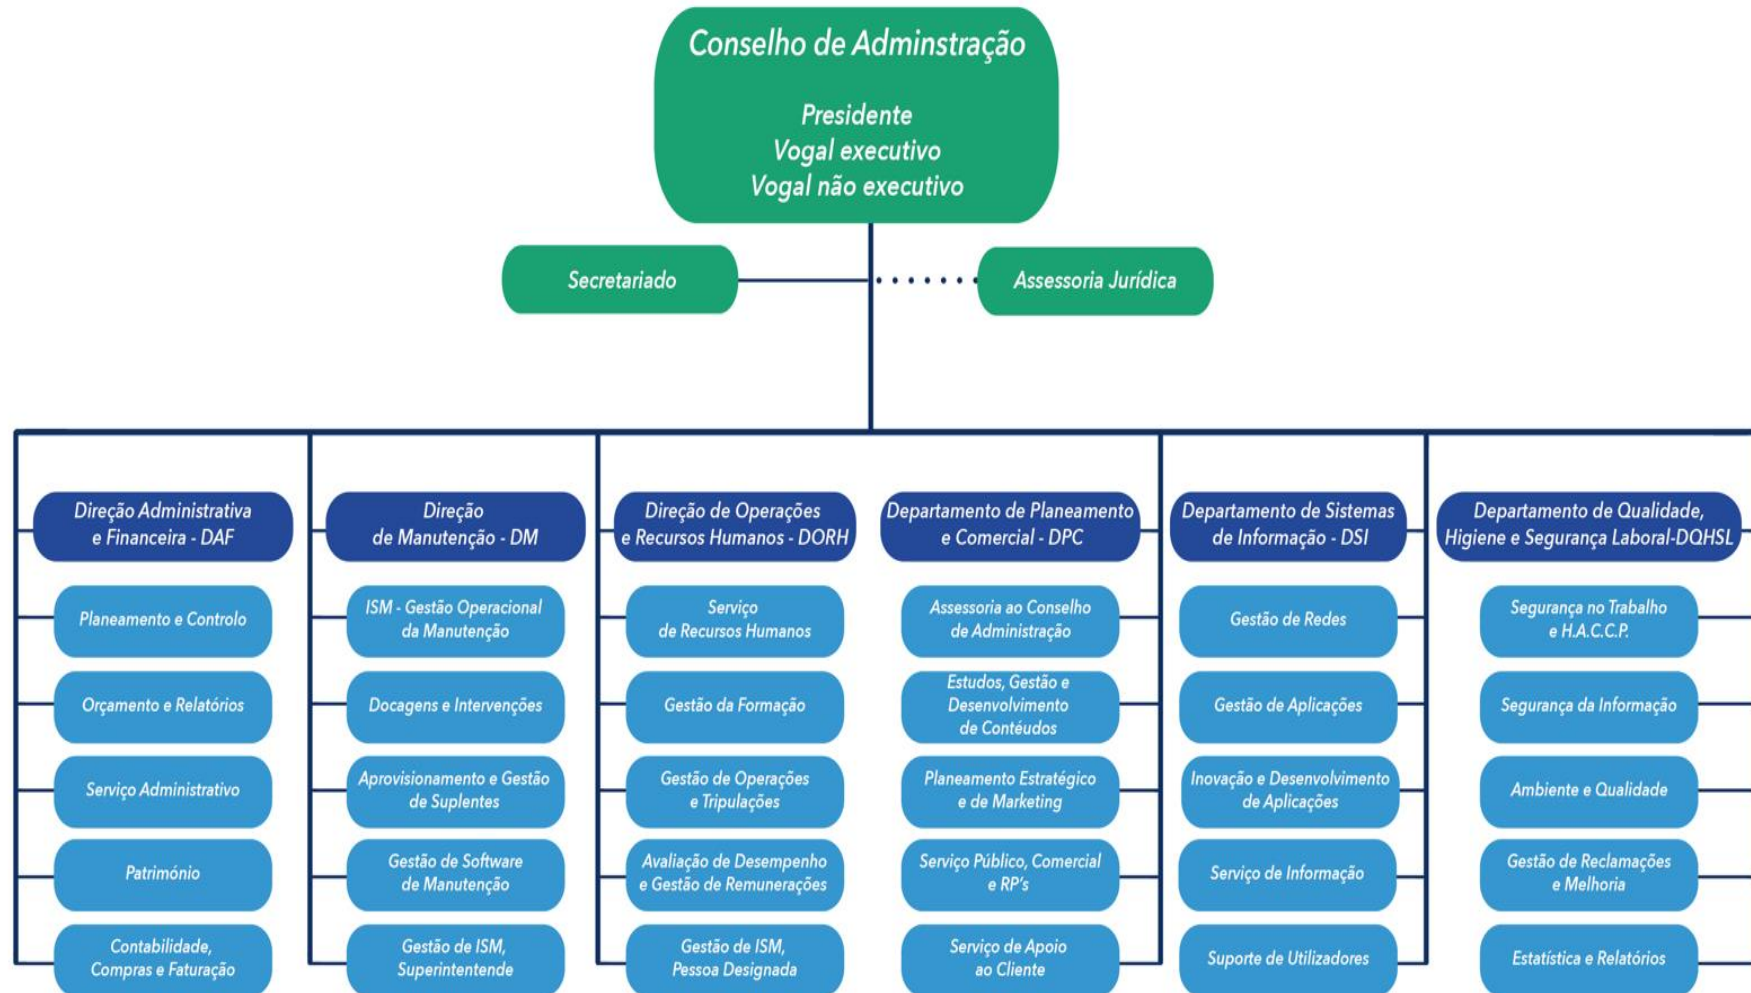 Conselho de Adminstração
Presidente
Vogal executivo
Vogal não executivo
Secretariado
Assessoria Jurídica
Direção Administrativa
e Financeira - DAF
Planeamento e Controlo
Orçamento e Relatórios
Serviço Administrativo
Património
Contabilidade,
Compras e Faturação
Direção
de Manutenção - DM
ISM - Gestão Operacional
da Manutenção
Docagens e Intervenções
Aprovisionamento e Gestão
de Suplentes
Gestão de Software
de Manutenção
Gestão de ISM,
Superintentende
Direção de Operações
e Recursos Humanos - DORH
Serviço
de Recursos Humanos
Gestão da Formação
Gestão de Operações
e Tripulações
Avaliação de Desempenho
e Gestão de Remunerações
Gestão de ISM,
Pessoa Designada
Departamento de Planeamento
e Comercial - DPC
Assessoria ao Conselho
de Administração
Estudos, Gestão e
Desenvolvimento
de Contéudos
Planeamento Estratégico
e de Marketing
Serviço Público, Comercial
e RP's
Serviço de Apoio
ao Cliente
Departamento de Sistemas
de Informação - DSI
Gestão de Redes
Gestão de Aplicações
Inovação e Desenvolvimento
de Aplicações
Serviço de Informação
Suporte de Utilizadores
Departamento de Qualidade,
Higiene e Segurança Laboral-DQHSL
Segurança no Trabalho
e H.A.C.C.P.
Segurança da Informação
Ambiente e Qualidade
Gestão de Reclamações
e Melhoria
Estatística e Relatórios